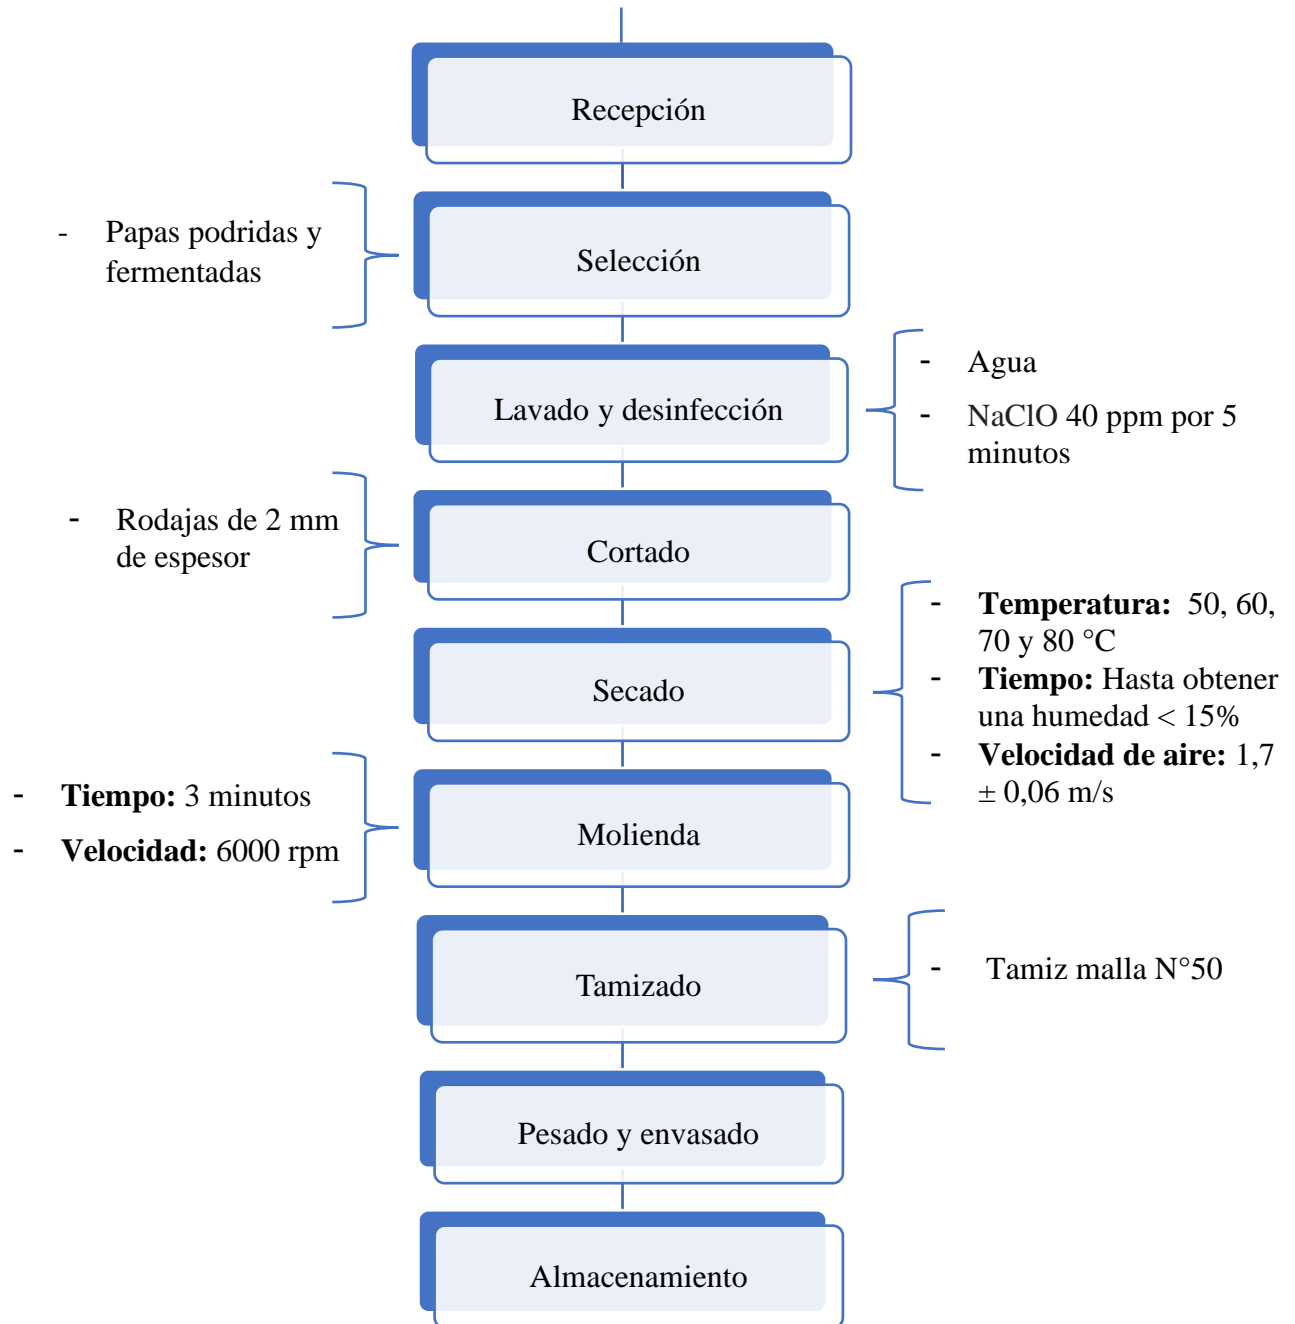 Recepción
- Papas podridas y
fermentadas
Selección
Lavado y desinfección
- Agua
- NaClO 40 ppm por 5
minutos
- Rodajas de 2 mm
de espesor
Cortado
Secado
- Temperatura: 50, 60,
70 y 80 °C
- Tiempo: Hasta obtener
una humedad < 15%
- Velocidad de aire: 1,7
± 0,06 m/s
- Tiempo: 3 minutos
- Velocidad: 6000 rpm
Molienda
Tamizado
- Tamiz malla N°50
Pesado y envasado
Almacenamiento